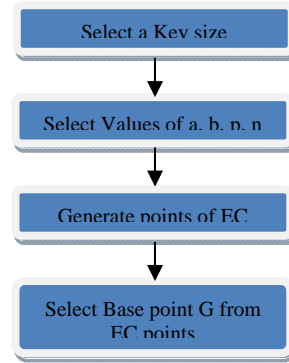 Select a Key size
Select Values of a, b, p, n
Generate points of EC
Select Base point G from
EC points